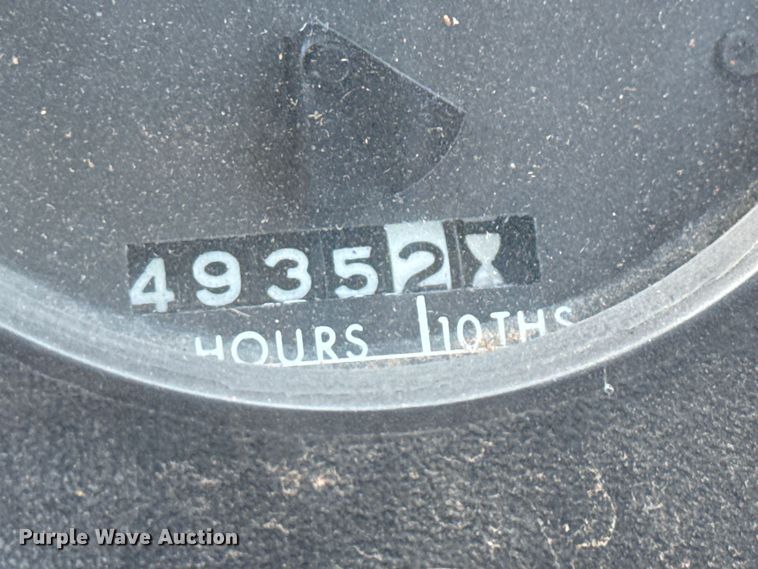 49352
HOURS 1/10THS
Purple Wave Auction